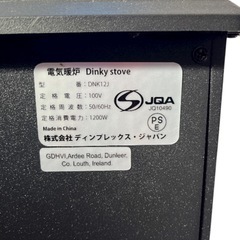 電気暖炉 Dinky stove
型番：DNK12J
定格電圧：100V
定格周波数：50/60Hz
定格消費電力：1200W
Made in China
株式会社ディンプレックス・ジャパン
JQA
JQ10490
PS
E
GDHVI,Ardee Road, Dunleer,
Co. Louth, Ireland